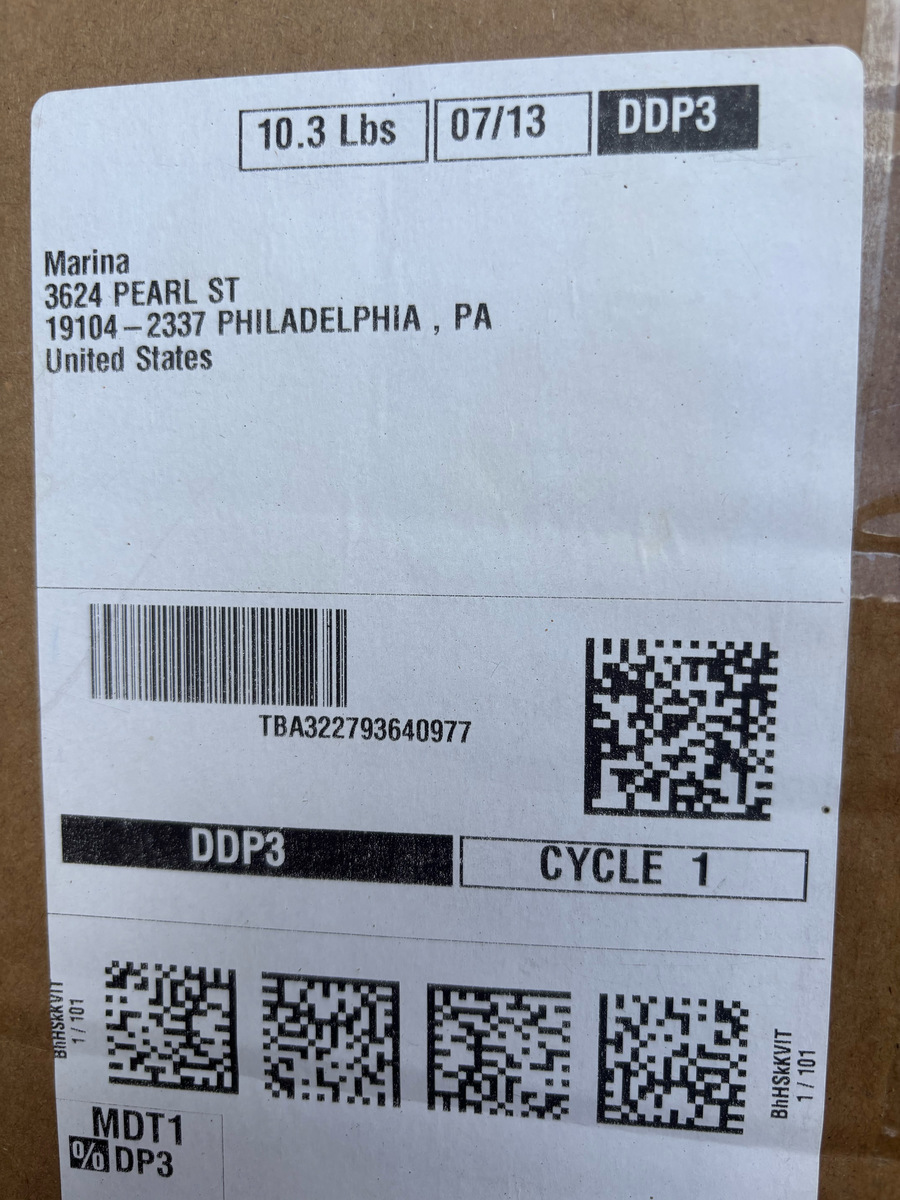 10.3 Lbs 07/13 DDP3
Marina
3624 PEARL ST
19104-2337 PHILADELPHIA , PA
United States
TBA322793640977
DDP3 CYCLE 1
BhHSkKVIT
1 / 101
BhHSkKVIT
1 / 101
MDT1
% DP3